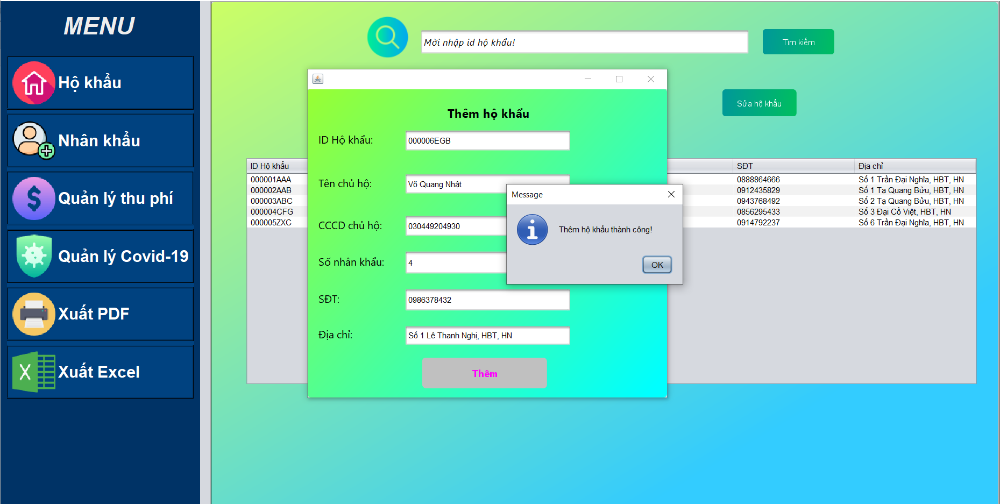 MENU
Hộ khẩu
Nhân khẩu
Quản lý thu phí
Quản lý Covid-19
Xuất PDF
Xuất Excel
Mời nhập id hộ khẩu!
Tìm kiếm
Sửa hộ khẩu
ID Hộ khẩu SĐT Địa chỉ
000001AAA 0888864666 Số 1 Trần Đại Nghĩa, HBT, HN
000002AAB 0912435829 Số 1 Tạ Quang Bửu, HBT, HN
000003ABC 0943768492 Số 2 Tạ Quang Bửu, HBT, HN
000004CFG 0856295433 Số 3 Đại Cồ Việt, HBT, HN
000005ZXC 0914792237 Số 6 Trần Đại Nghĩa, HBT, HN
Thêm hộ khẩu
ID Hộ khẩu: 000006EGB
Tên chủ hộ: Võ Quang Nhật
CCCD chủ hộ: 030449204930
Số nhân khẩu: 4
SĐT: 0986378432
Địa chỉ: Số 1 Lê Thanh Nghị, HBT, HN
Thêm
Message
Thêm hộ khẩu thành công!
OK